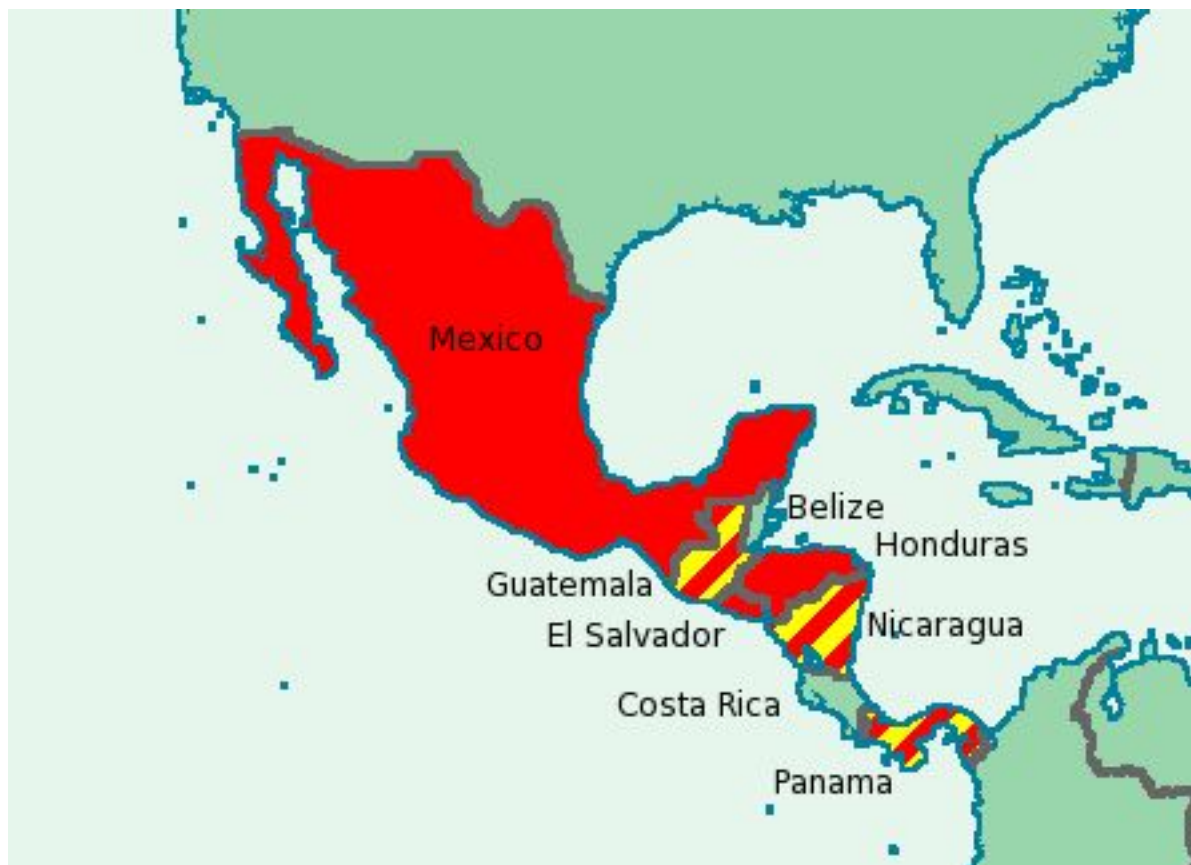 Mexico
Belize
Honduras
Guatemala
Nicaragua
El Salvador
Costa Rica
Panama